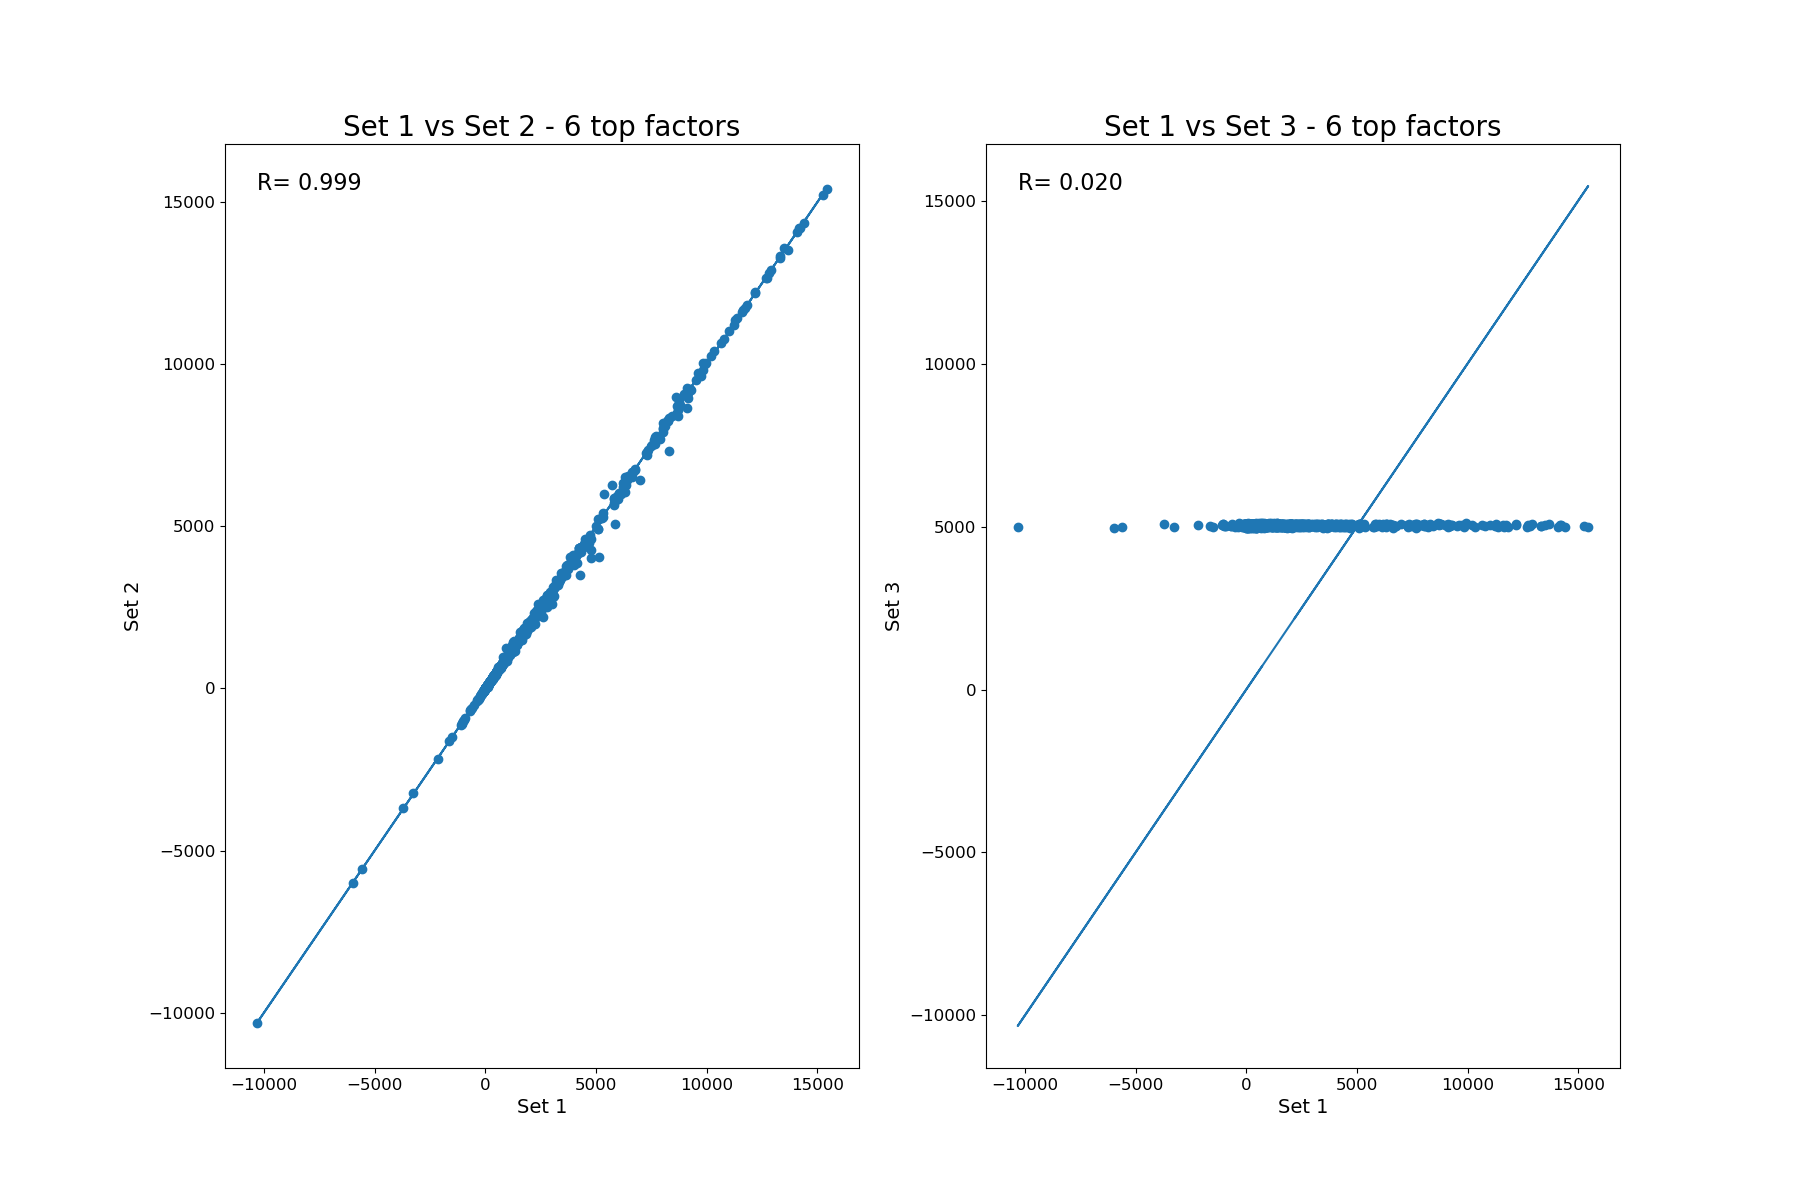 Set 1 vs Set 2 - 6 top factors
R= 0.999
15000
10000
5000
0
−5000
−10000
Set 2
−10000 −5000 0 5000 10000 15000
Set 1
Set 1 vs Set 3 - 6 top factors
R= 0.020
15000
10000
5000
0
−5000
−10000
Set 3
−10000 −5000 0 5000 10000 15000
Set 1